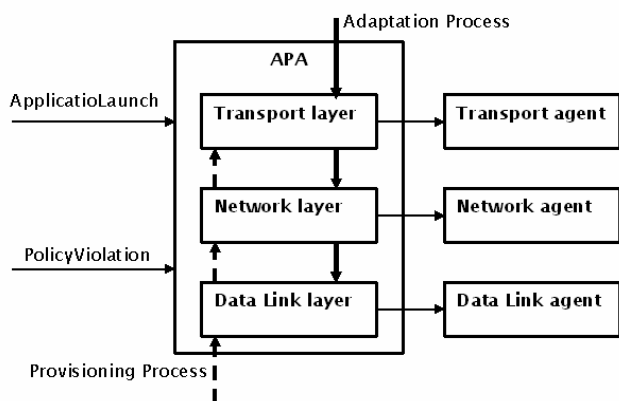 Adaptation Process
APA
ApplicatioLaunch
Transport layer
Transport agent
Network layer
Network agent
PolicyViolation
Data Link layer
Data Link agent
Provisioning Process